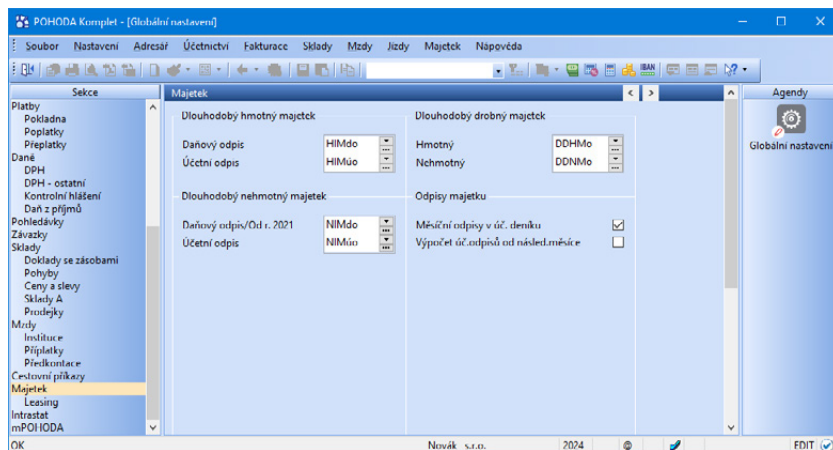 POHODA Komplet - [Globální nastavení]
Soubor Nastavení Adresář Účetnictví Fakturace Sklady Mzdy Jízdy Majetek Nápověda
IBAN
Sekce
Platby
Pokladna
Poplatky
Přeplatky
Daně
DPH
DPH - ostatní
Kontrolní hlášení
Daň z příjmů
Pohledávky
Závazky
Sklady
Doklady se zásobami
Pohyby
Ceny a slevy
Sklady A
Prodejky
Mzdy
Instituce
Příplatky
Předkontace
Cestovní příkazy
Majetek
Leasing
Intrastat
mPOHODA
Majetek
Dlouhodobý hmotný majetek
Daňový odpis HIMdo
Účetní odpis HIMúo
Dlouhodobý drobný majetek
Hmotný DDHMo
Nehmotný DDNMo
Dlouhodobý nehmotný majetek
Daňový odpis/Od r. 2021 NIMdo
Účetní odpis NIMúo
Odpisy majetku
Měsíční odpisy v úč. deníku
Výpočet úč.odpisů od násled.měsíce
Agendy
Globální nastavení
OK Novák s.r.o. 2024 @ EDIT